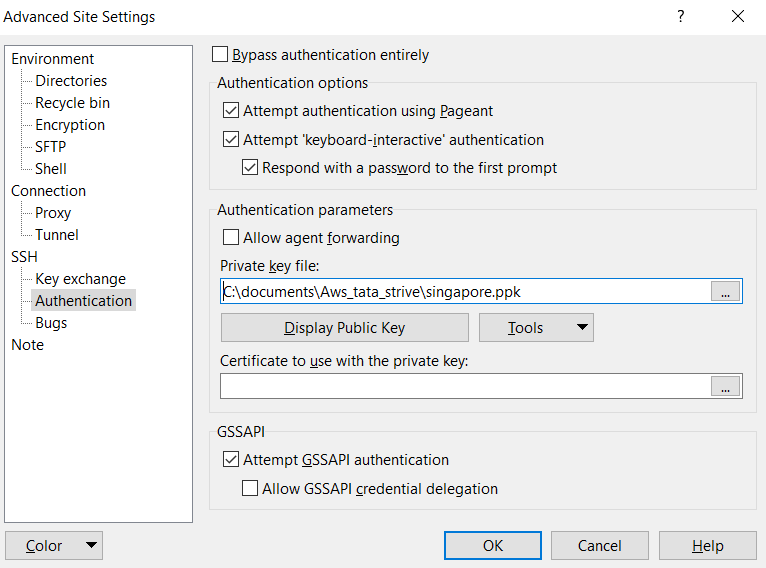 Advanced Site Settings
?
Environment
Directories
Recycle bin
Encryption
SFTP
Shell
Connection
Proxy
Tunnel
SSH
Key exchange
Authentication
Bugs
Note
Bypass authentication entirely
Authentication options
Attempt authentication using Pageant
Attempt 'keyboard-interactive' authentication
Respond with a password to the first prompt
Authentication parameters
Allow agent forwarding
Private key file:
C:\documents\Aws_tata_strive\singapore.ppk
...
Display Public Key
Tools
Certificate to use with the private key:
...
GSSAPI
Attempt GSSAPI authentication
Allow GSSAPI credential delegation
Color
OK
Cancel
Help